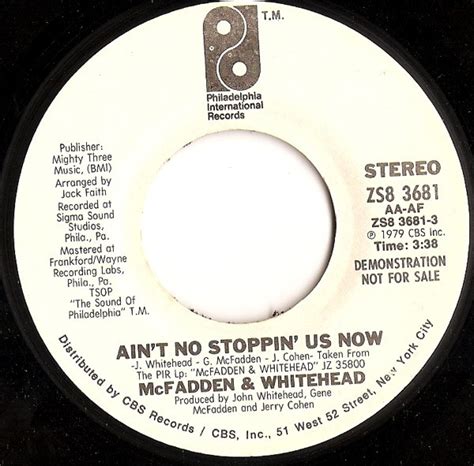 T.M.
Philadelphia
International
Records
Publisher:
Mighty Three
Music, (BMI)
Arranged by
Jack Faith
Recorded at
Sigma Sound
Studios,
Phila., Pa.
Mastered at
Frankford/Wayne
Recording Labs,
Phila., Pa.
TSOP
"The Sound Of
Philadelphia" T.M.
STEREO
ZS8 3681
AA-AF
ZS8 3681-3
℗ 1979 CBS Inc.
Time: 3:38
DEMONSTRATION
NOT FOR SALE
AIN'T NO STOPPIN' US NOW
-J. Whitehead - G. McFadden - J. Cohen- Taken From
The PIR Lp: "McFADDEN & WHITEHEAD" JZ 35800
McFADDEN & WHITEHEAD
Produced by John Whitehead, Gene
McFadden and Jerry Cohen
Distributed by CBS Records / CBS, Inc., 51 West 52 Street, New York City